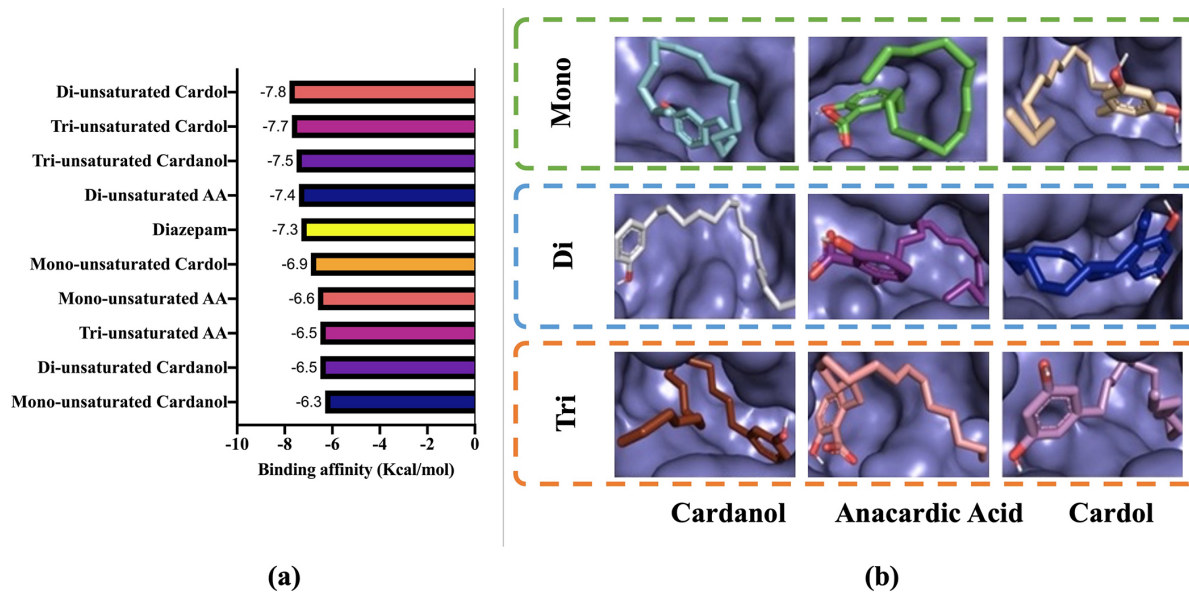 Di-unsaturated Cardol -7.8
Tri-unsaturated Cardol -7.7
Tri-unsaturated Cardanol -7.5
Di-unsaturated AA -7.4
Diazepam -7.3
Mono-unsaturated Cardol -6.9
Mono-unsaturated AA -6.6
Tri-unsaturated AA -6.5
Di-unsaturated Cardanol -6.5
Mono-unsaturated Cardanol -6.3
-10 -8 -6 -4 -2 0
Binding affinity (Kcal/mol)
(a)
Mono
Di
Tri
Cardanol Anacardic Acid Cardol
(b)